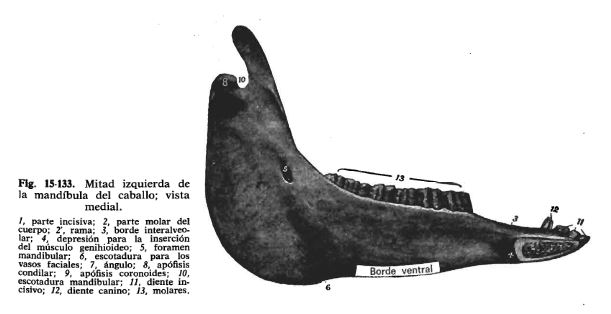 Fig. 15-133. Mitad izquierda de
la mandíbula del caballo; vista
medial.
1, parte incisiva; 2, parte molar del
cuerpo; 2', rama; 3, borde interalveo-
lar; 4, depresión para la inserción
del músculo genihioideo; 5, foramen
mandibular; 6, escotadura para los
vasos faciales; 7, ángulo; 8, apófisis
condilar; 9, apófisis coronoides; 10,
escotadura mandibular; 11, diente in-
cisivo; 12, diente canino; 13, molares.
8
10
5
13
3
12
11
4
Borde ventral
6